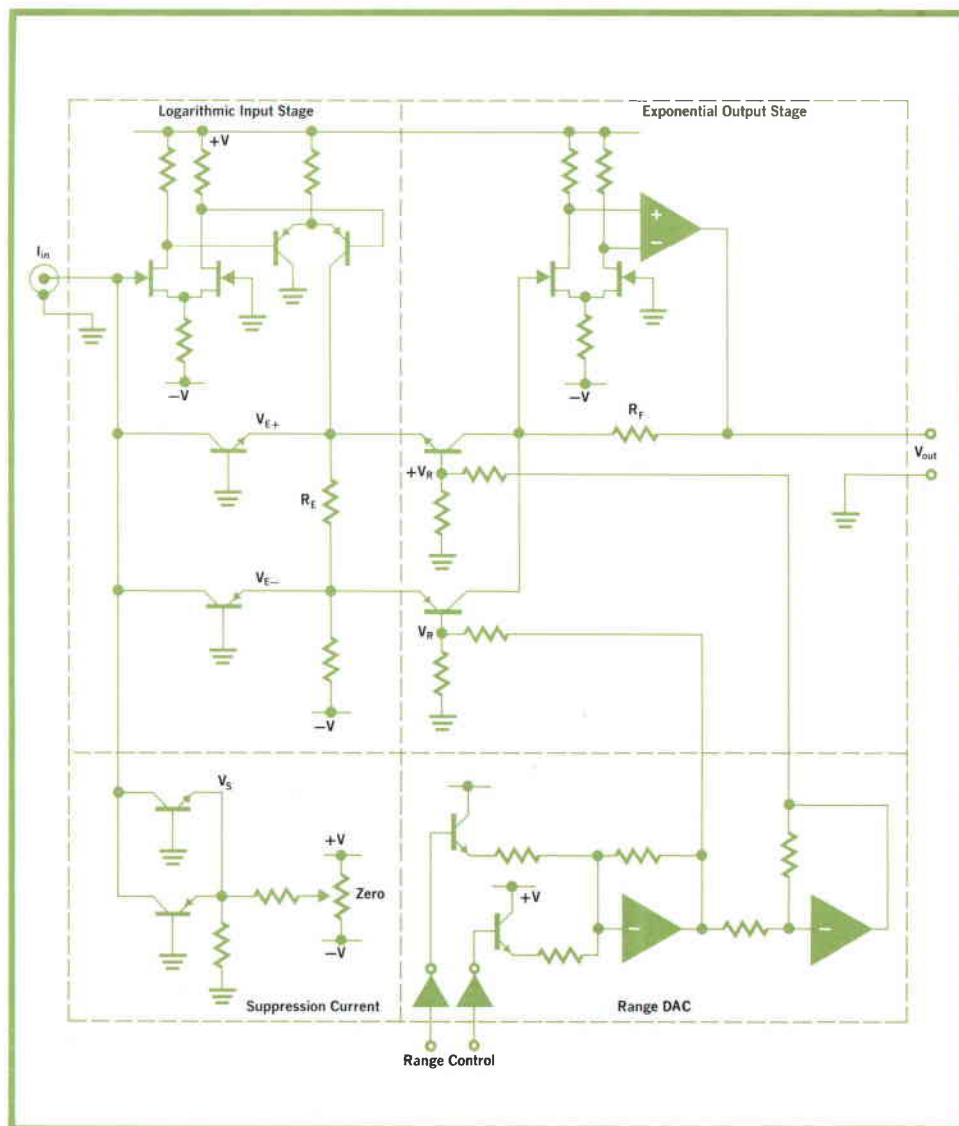 Logarithmic Input Stage
Exponential Output Stage
+V
+
−
I_in
−V
−V
V_E+
R_F
V_out
+V_R
R_E
V_E−
V_R
−V
V_S
+V
Zero
+V
−
−
−V
Suppression Current
Range DAC
Range Control